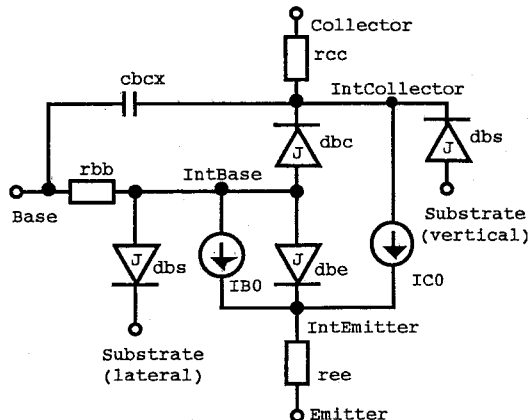 Collector
rcc
cbcx
IntCollector
J
dbc
J
dbs
rbb
IntBase
Base
Substrate
(vertical)
J
dbs
IB0
J
dbe
IC0
IntEmitter
Substrate
(lateral)
ree
Emitter